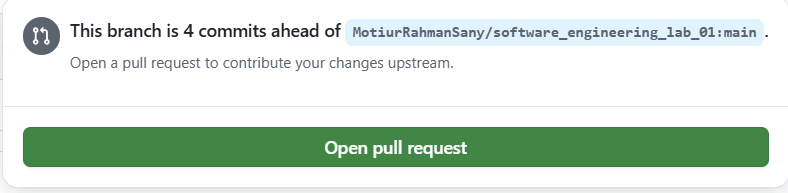 This branch is 4 commits ahead of MotiurRahmanSany/software_engineering_lab_01:main .
Open a pull request to contribute your changes upstream.
Open pull request